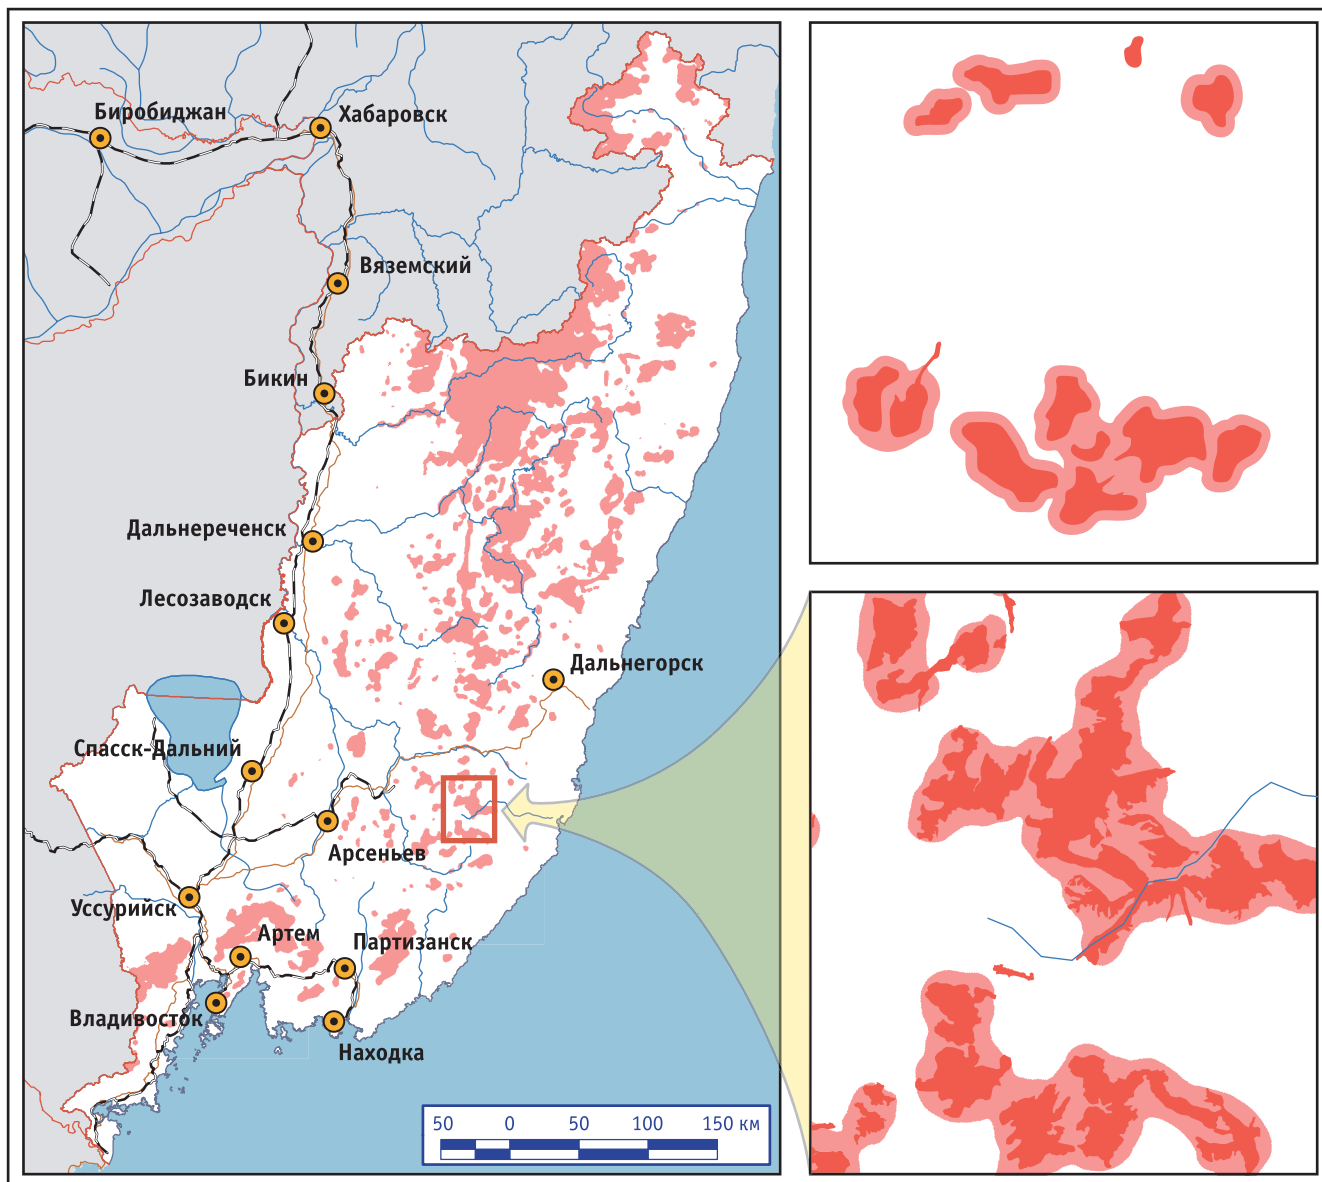 Биробиджан
Хабаровск
Вяземский
Бикин
Дальнереченск
Лесозаводск
Дальнегорск
Спасск-Дальний
Арсеньев
Уссурийск
Артем
Партизанск
Владивосток
Находка
50 0 50 100 150 км